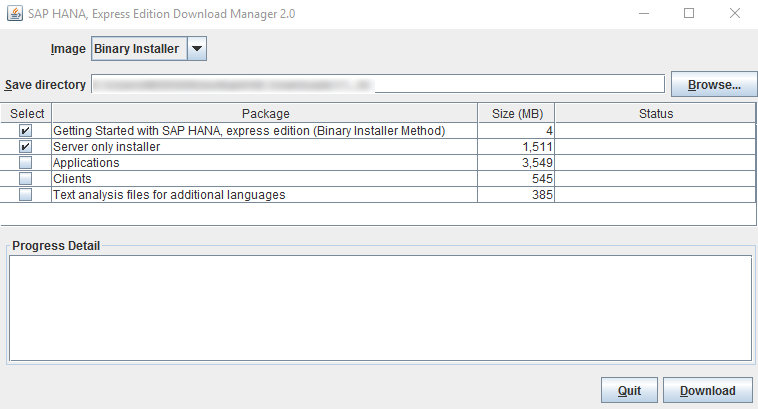 SAP HANA, Express Edition Download Manager 2.0
Image Binary Installer
Save directory Browse...
Select Package Size (MB) Status
Getting Started with SAP HANA, express edition (Binary Installer Method) 4
Server only installer 1,511
Applications 3,549
Clients 545
Text analysis files for additional languages 385
Progress Detail
Quit Download